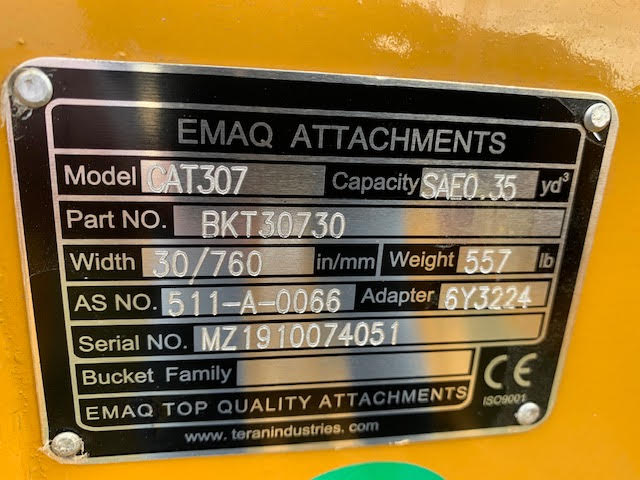 EMAQ ATTACHMENTS
Model CAT307 Capacity SAE0.35 yd³
Part NO. BKT30730
Width 30/760 in/mm Weight 557 lb
AS NO. 511-A-0066 Adapter 6Y3224
Serial NO. MZ1910074051
Bucket Family
CE
ISO9001
EMAQ TOP QUALITY ATTACHMENTS
www.teranindustries.com